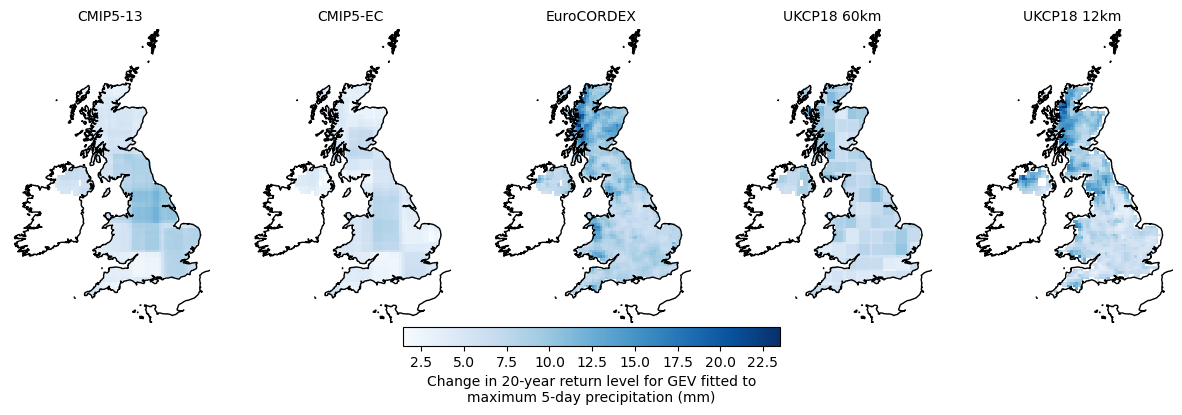 CMIP5-13
CMIP5-EC
EuroCORDEX
UKCP18 60km
UKCP18 12km
2.5 5.0 7.5 10.0 12.5 15.0 17.5 20.0 22.5
Change in 20-year return level for GEV fitted to
maximum 5-day precipitation (mm)